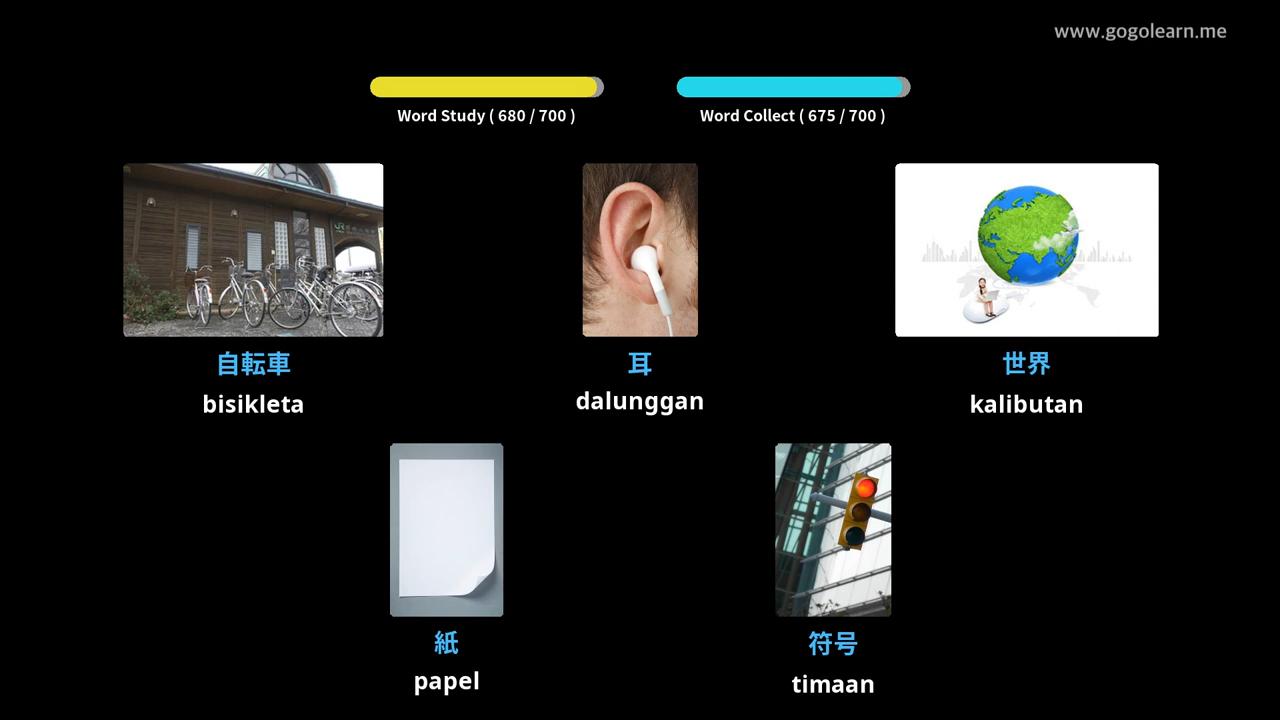 www.gogolearn.me
Word Study ( 680 / 700 )
Word Collect ( 675 / 700 )
自転車
bisikleta
耳
dalunggan
世界
kalibutan
紙
papel
符号
timaan